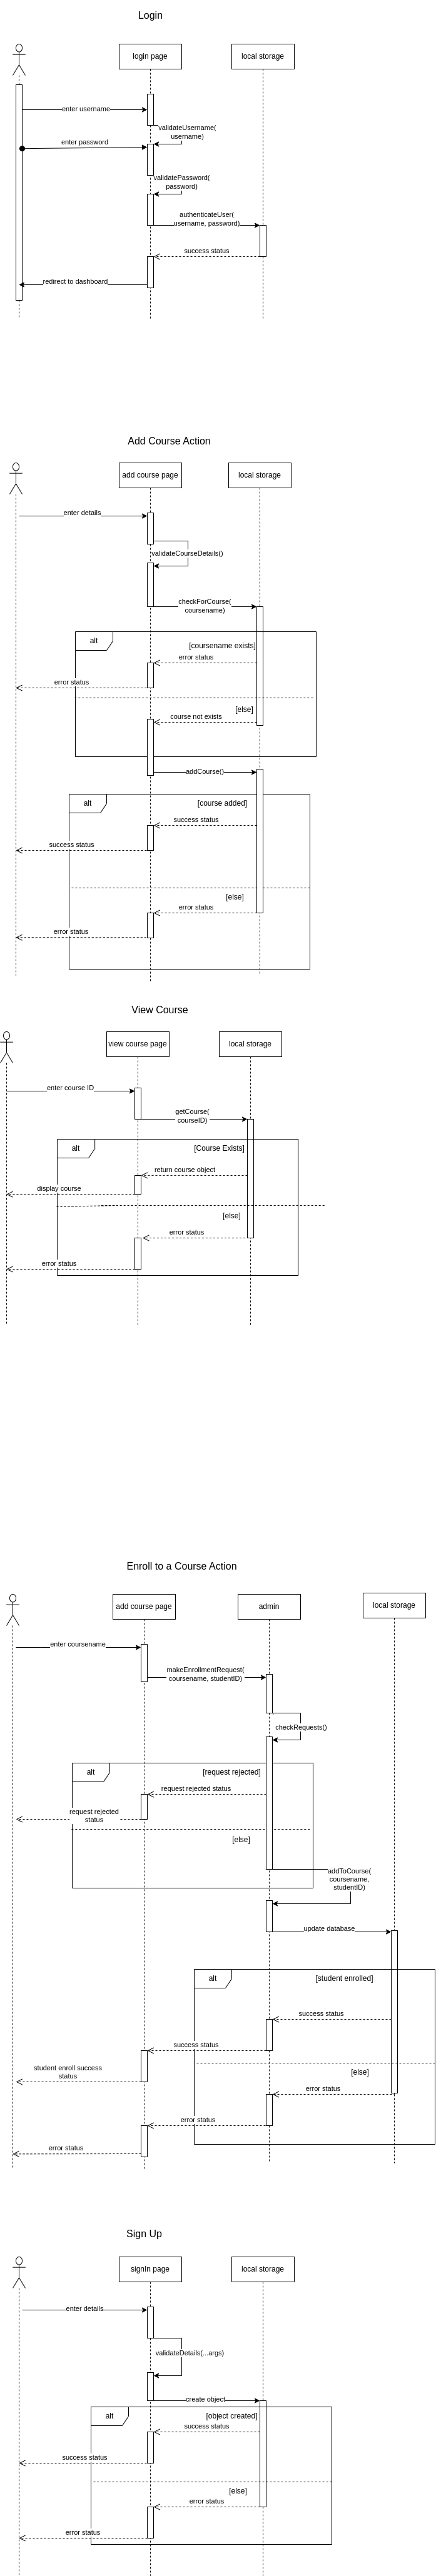 Login
login page
local storage
enter username
validateUsername(
username)
enter password
validatePassword(
password)
authenticateUser(
username, password)
success status
redirect to dashboard
Add Course Action
add course page
local storage
enter details
validateCourseDetails()
checkForCourse(
coursename)
alt
[coursename exists]
error status
error status
[else]
course not exists
addCourse()
alt
[course added]
success status
success status
[else]
error status
error status
View Course
view course page
local storage
enter course ID
getCourse(
courseID)
alt
[Course Exists]
return course object
display course
[else]
error status
error status
Enroll to a Course Action
add course page
admin
local storage
enter coursename
makeEnrollmentRequest(
coursename, studentID)
checkRequests()
alt
[request rejected]
request rejected status
request rejected
status
[else]
addToCourse(
coursename,
studentID)
update database
alt
[student enrolled]
success status
success status
student enroll success
status
[else]
error status
error status
error status
Sign Up
signIn page
local storage
enter details
validateDetails(...args)
create object
alt
[object created]
success status
success status
[else]
error status
error status